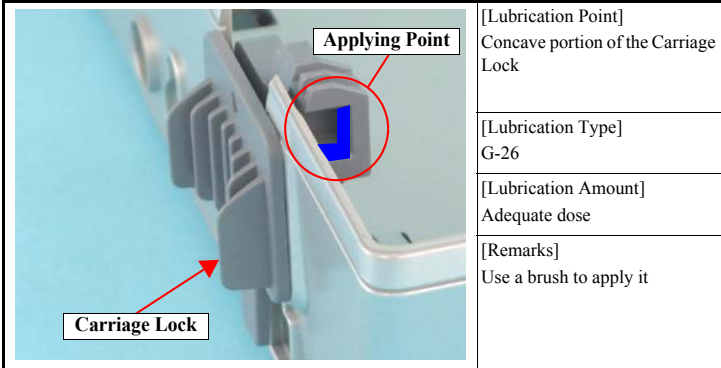 Applying Point
Carriage Lock
[Lubrication Point]
Concave portion of the Carriage
Lock
[Lubrication Type]
G-26
[Lubrication Amount]
Adequate dose
[Remarks]
Use a brush to apply it